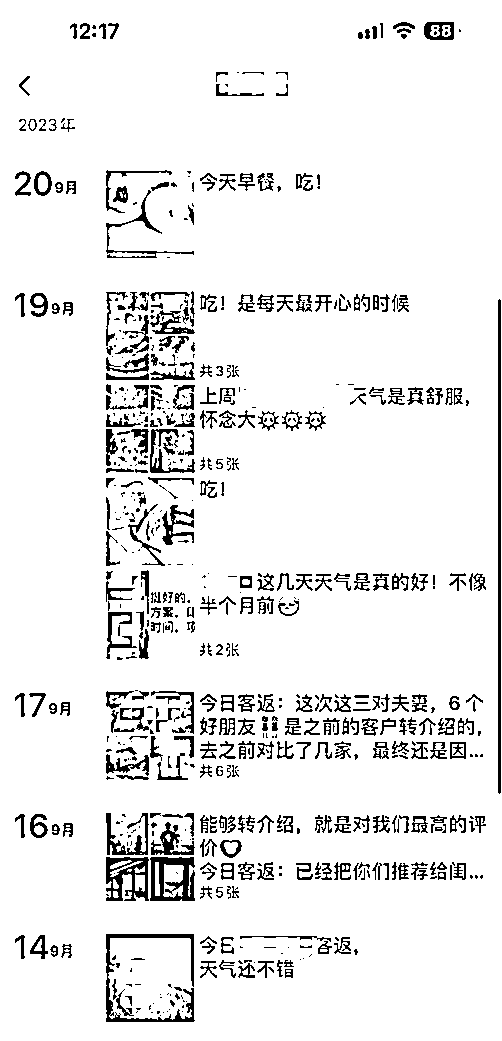 12:17
88
2023年
20 9月
今天早餐，吃！
19 9月
吃！是每天最开心的时候
共3张
上周 天气是真舒服，
怀念大🌞🌞🌞
共5张
吃！
这几天天气是真的好！不像
半个月前
挺好的，
方案，
时间，
共2张
17 9月
今日客返：这次这三对夫妻，6个
好朋友👭是之前的客户转介绍的，
去之前对比了几家，最终还是因...
共6张
16 9月
能够转介绍，就是对我们最高的评
价
今日客返：已经把你们推荐给闺...
共5张
14 9月
今日 客返，
天气还不错